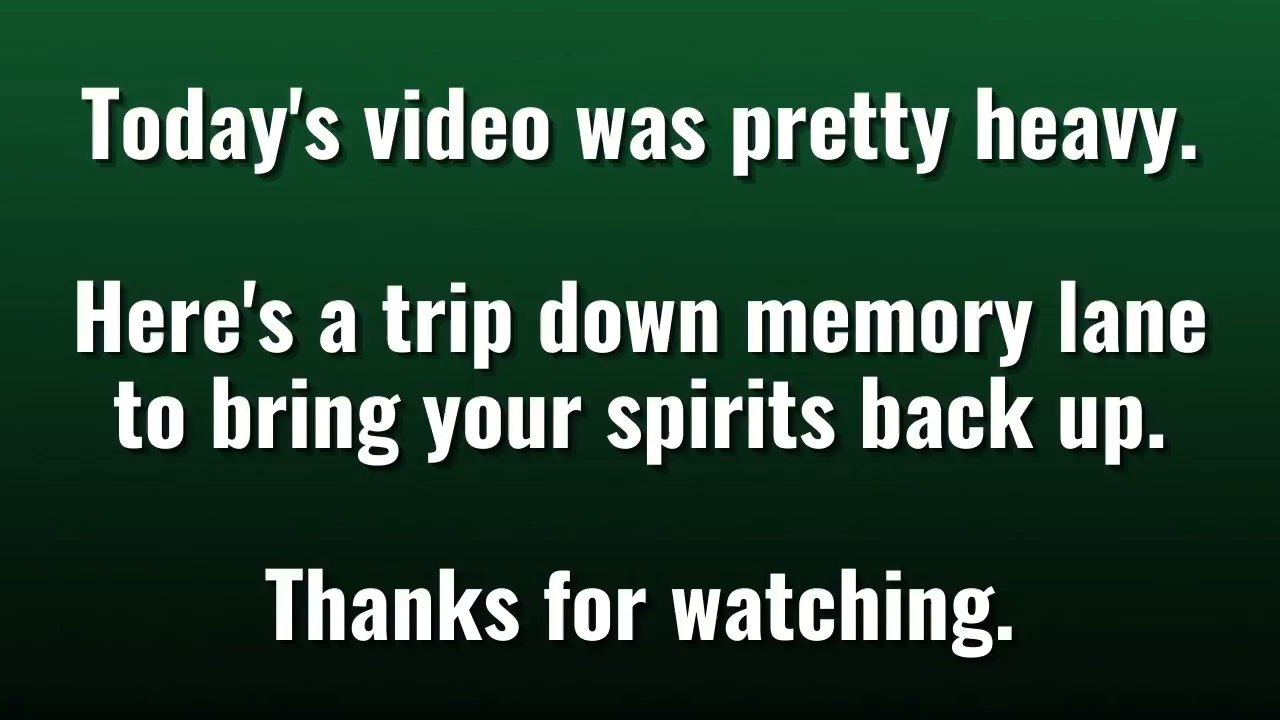 Today's video was pretty heavy.
Here's a trip down memory lane
to bring your spirits back up.
Thanks for watching.